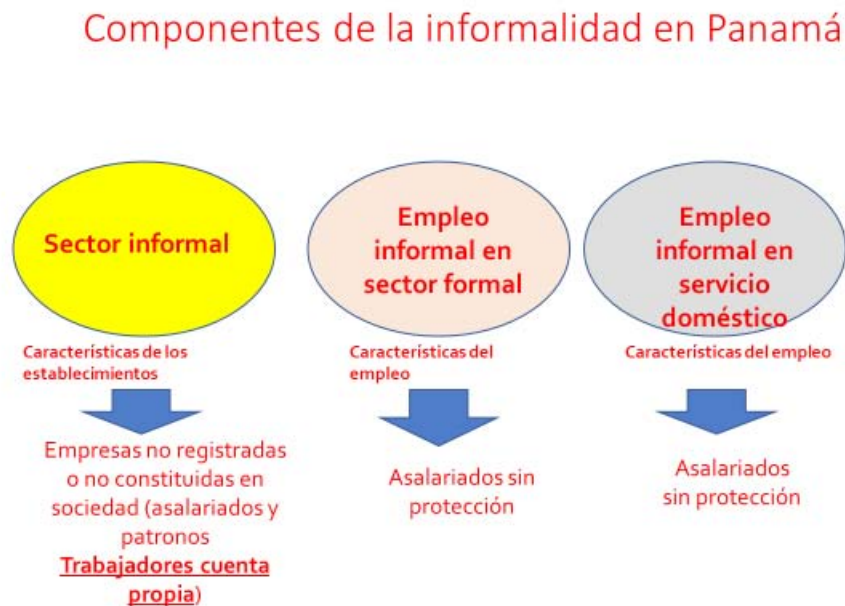 Componentes de la informalidad en Panamá
Sector informal
Características de los
establecimientos
Empresas no registradas
o no constituidas en
sociedad (asalariados y
patronos
Trabajadores cuenta
propia)
Empleo
informal en
sector formal
Características del
empleo
Asalariados sin
protección
Empleo
informal en
servicio
doméstico
Características del empleo
Asalariados
sin protección